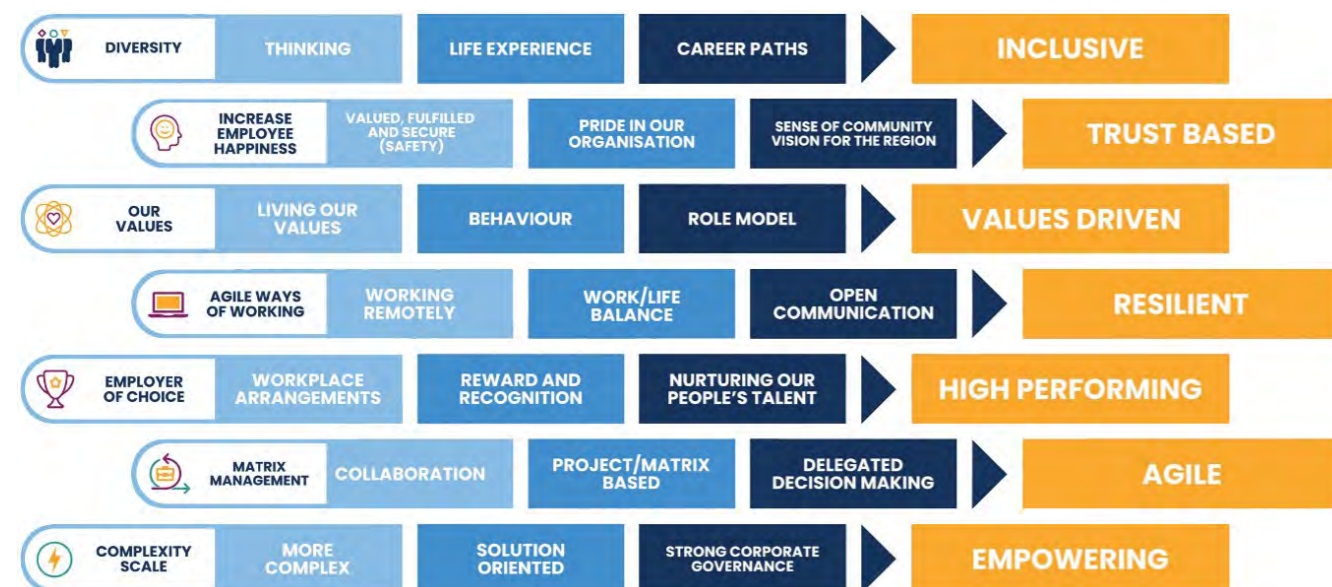 DIVERSITY
THINKING
LIFE EXPERIENCE
CAREER PATHS
INCLUSIVE
INCREASE
EMPLOYEE
HAPPINESS
VALUED, FULFILLED
AND SECURE
(SAFETY)
PRIDE IN OUR
ORGANISATION
SENSE OF COMMUNITY
VISION FOR THE REGION
TRUST BASED
OUR
VALUES
LIVING OUR
VALUES
BEHAVIOUR
ROLE MODEL
VALUES DRIVEN
AGILE WAYS
OF WORKING
WORKING
REMOTELY
WORK/LIFE
BALANCE
OPEN
COMMUNICATION
RESILIENT
EMPLOYER
OF CHOICE
WORKPLACE
ARRANGEMENTS
REWARD AND
RECOGNITION
NURTURING OUR
PEOPLE'S TALENT
HIGH PERFORMING
MATRIX
MANAGEMENT
COLLABORATION
PROJECT/MATRIX
BASED
DELEGATED
DECISION MAKING
AGILE
COMPLEXITY
SCALE
MORE
COMPLEX
SOLUTION
ORIENTED
STRONG CORPORATE
GOVERNANCE
EMPOWERING